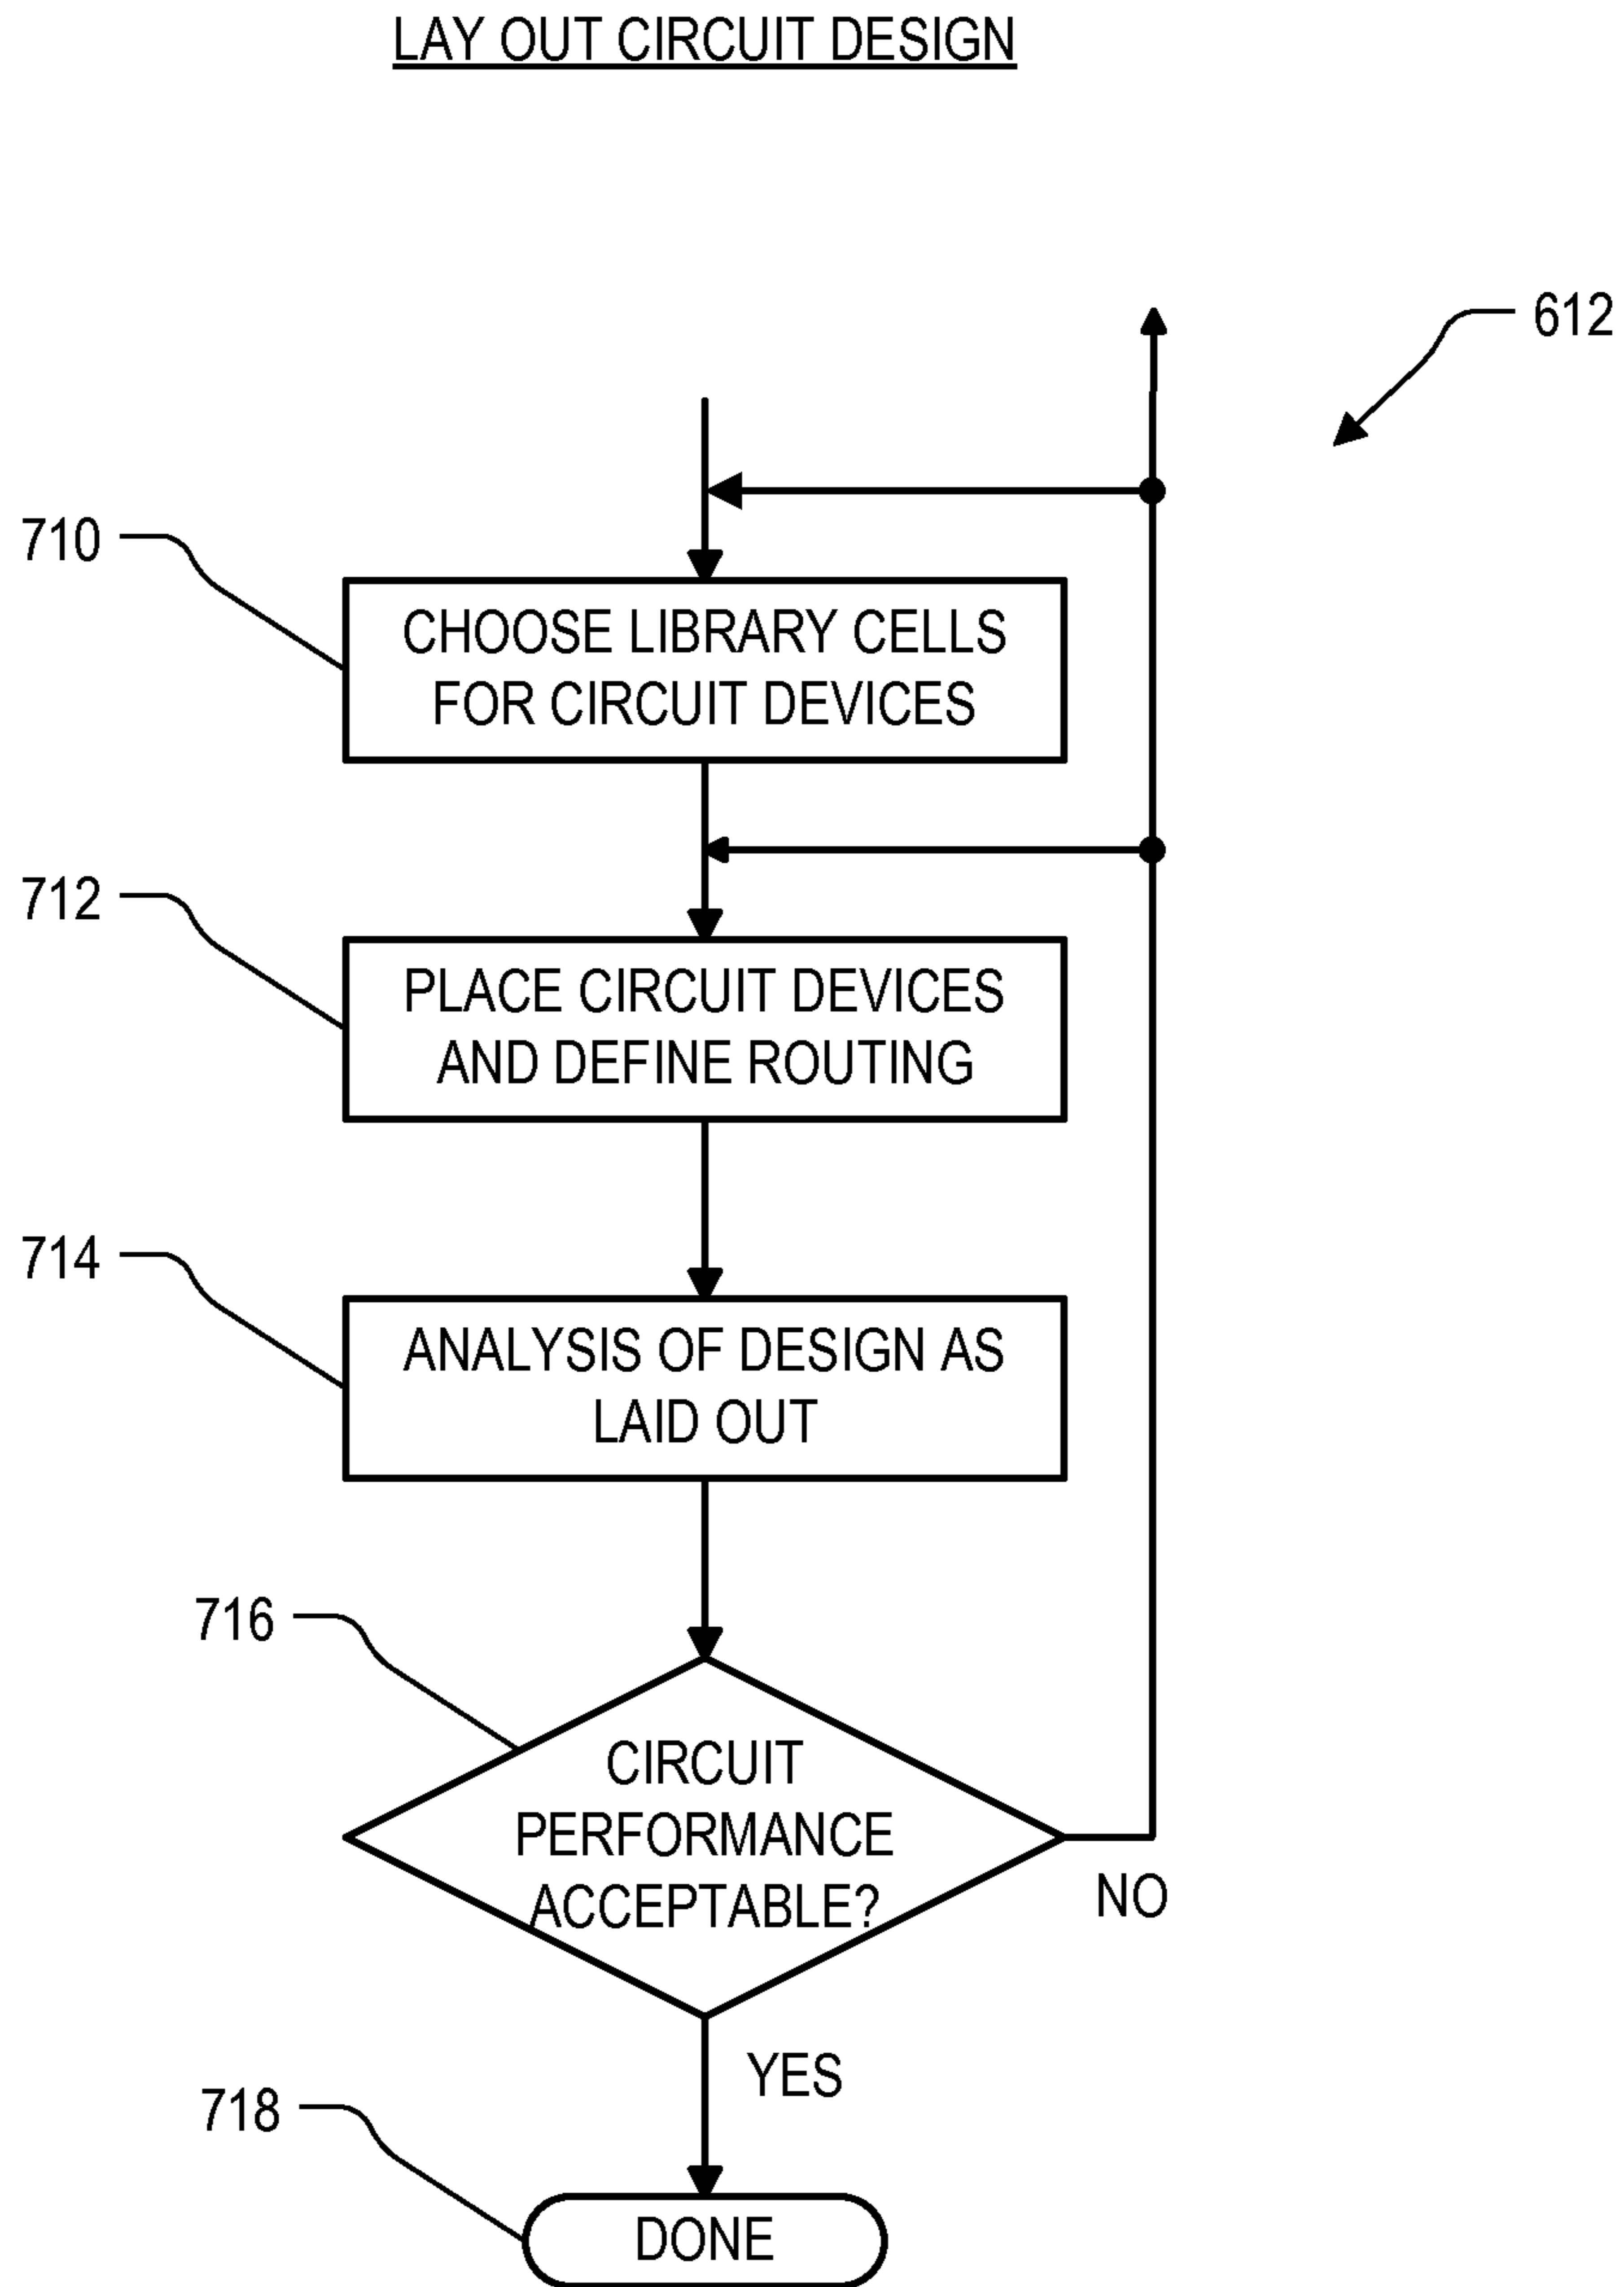 LAY OUT CIRCUIT DESIGN
612
710
CHOOSE LIBRARY CELLS
FOR CIRCUIT DEVICES
712
PLACE CIRCUIT DEVICES
AND DEFINE ROUTING
714
ANALYSIS OF DESIGN AS
LAID OUT
716
CIRCUIT
PERFORMANCE
ACCEPTABLE?
NO
YES
718
DONE